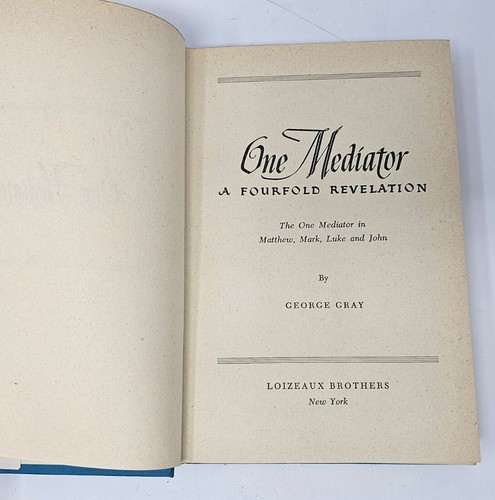 One Mediator
A FOURFOLD REVELATION
The One Mediator in
Matthew, Mark, Luke and John
By
GEORGE GRAY
LOIZEAUX BROTHERS
New York